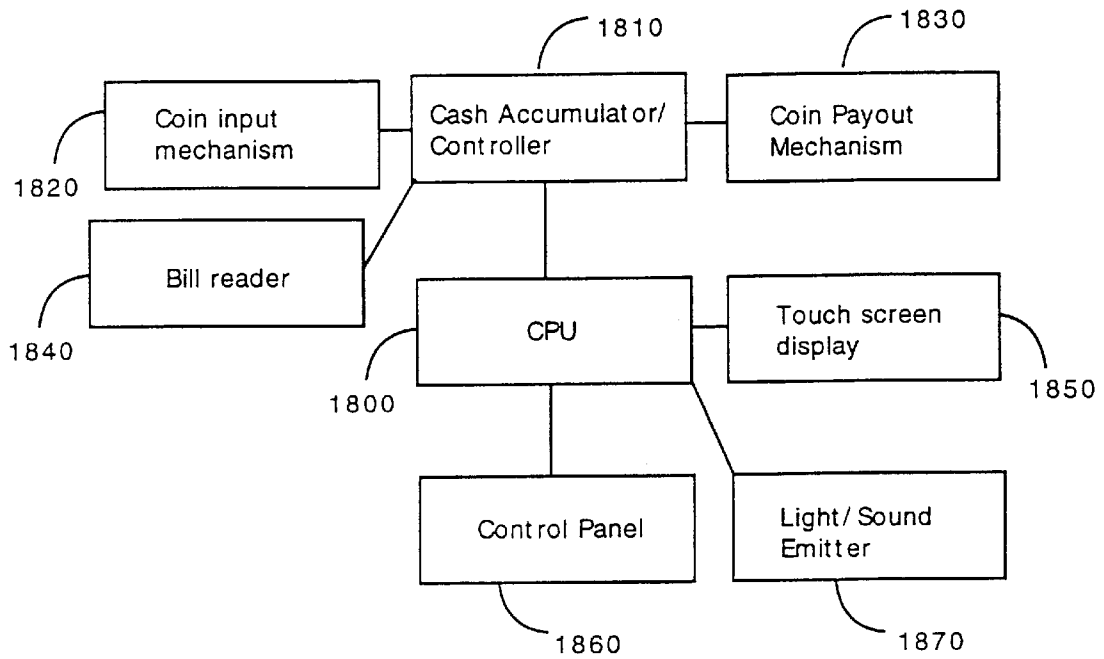 1810
1830
Coin input
mechanism
Cash Accumulator/
Controller
Coin Payout
Mechanism
1820
Bill reader
1840
CPU
Touch screen
display
1800
1850
Control Panel
Light/Sound
Emitter
1860
1870